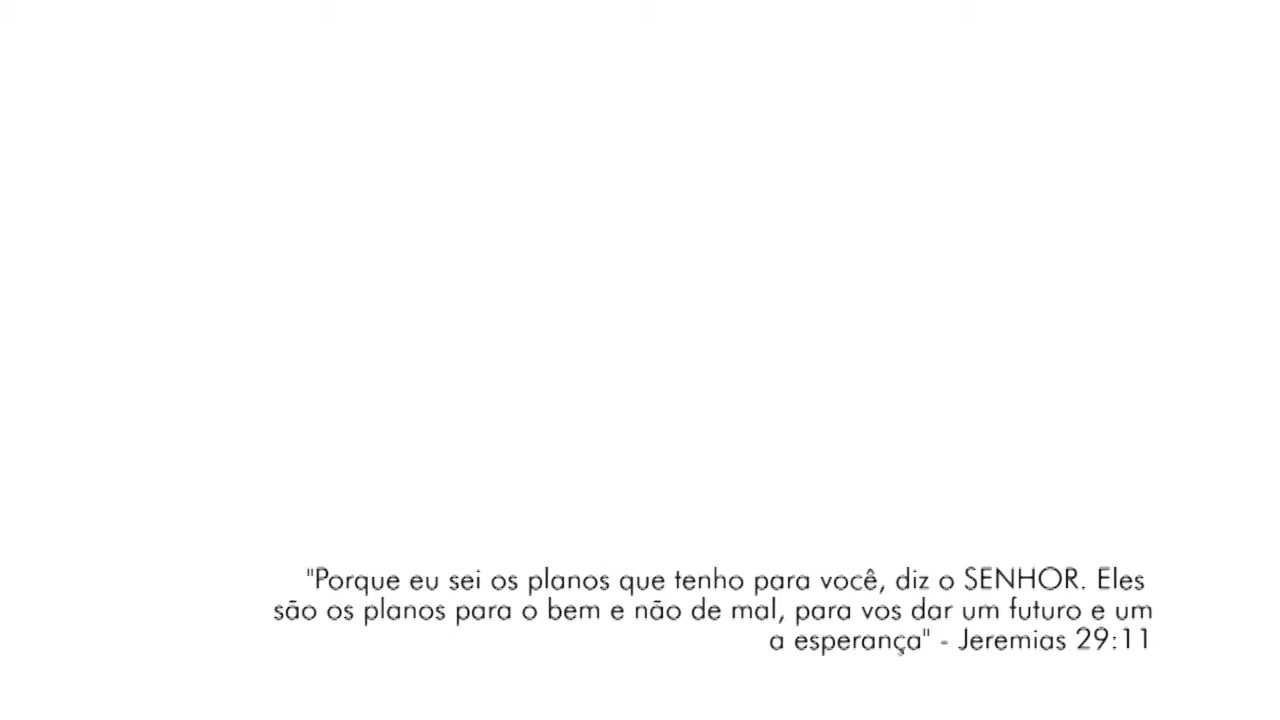 "Porque eu sei os planos que tenho para você, diz o SENHOR. Eles
são os planos para o bem e não de mal, para vos dar um futuro e um
a esperança" - Jeremias 29:11